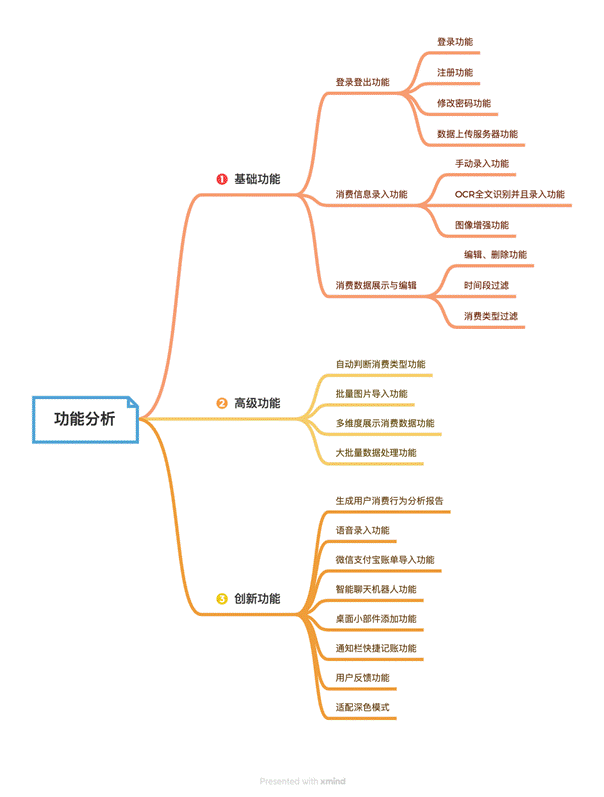 功能分析
1 基础功能
登录登出功能
登录功能
注册功能
修改密码功能
数据上传服务器功能
消费信息录入功能
手动录入功能
OCR全文识别并且录入功能
图像增强功能
消费数据展示与编辑
编辑、删除功能
时间段过滤
消费类型过滤
2 高级功能
自动判断消费类型功能
批量图片导入功能
多维度展示消费数据功能
大批量数据处理功能
3 创新功能
生成用户消费行为分析报告
语音录入功能
微信支付宝账单导入功能
智能聊天机器人功能
桌面小部件添加功能
通知栏快捷记账功能
用户反馈功能
适配深色模式
Presented with xmind